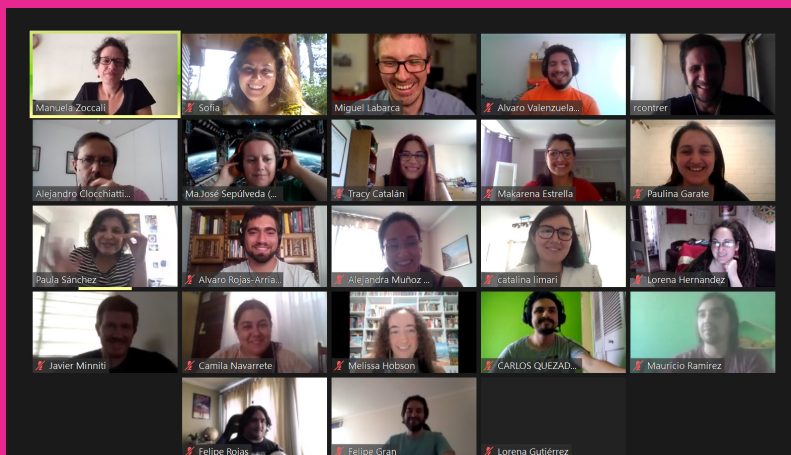 Manuela Zoccali
Sofia
Miguel Labarca
Alvaro Valenzuela...
rcontrer
Alejandro Clocchiatti...
Ma.José Sepúlveda (...
Tracy Catalán
Makarena Estrella
Paulina Garate
Paula Sánchez
Alvaro Rojas-Arria...
Alejandra Muñoz ...
catalina limari
Lorena Hernandez
Javier Minniti
Camila Navarrete
Melissa Hobson
CARLOS QUEZAD...
Mauricio Ramirez
Felipe Rojas
Felipe Gran
Lorena Gutiérrez